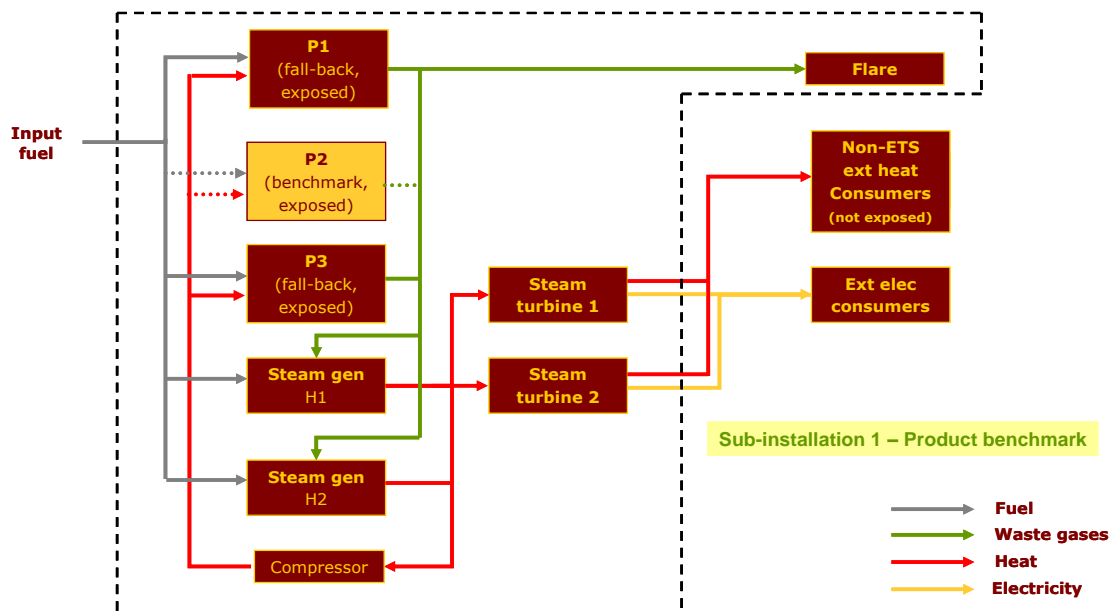 P1
(fall-back,
exposed)
Flare
Input
fuel
Non-ETS
ext heat
Consumers
(not exposed)
P2
(benchmark,
exposed)
P3
(fall-back,
exposed)
Steam
turbine 1
Ext elec
consumers
Steam gen
H1
Steam
turbine 2
Sub-installation 1 – Product benchmark
Steam gen
H2
Fuel
Waste gases
Heat
Electricity
Compressor